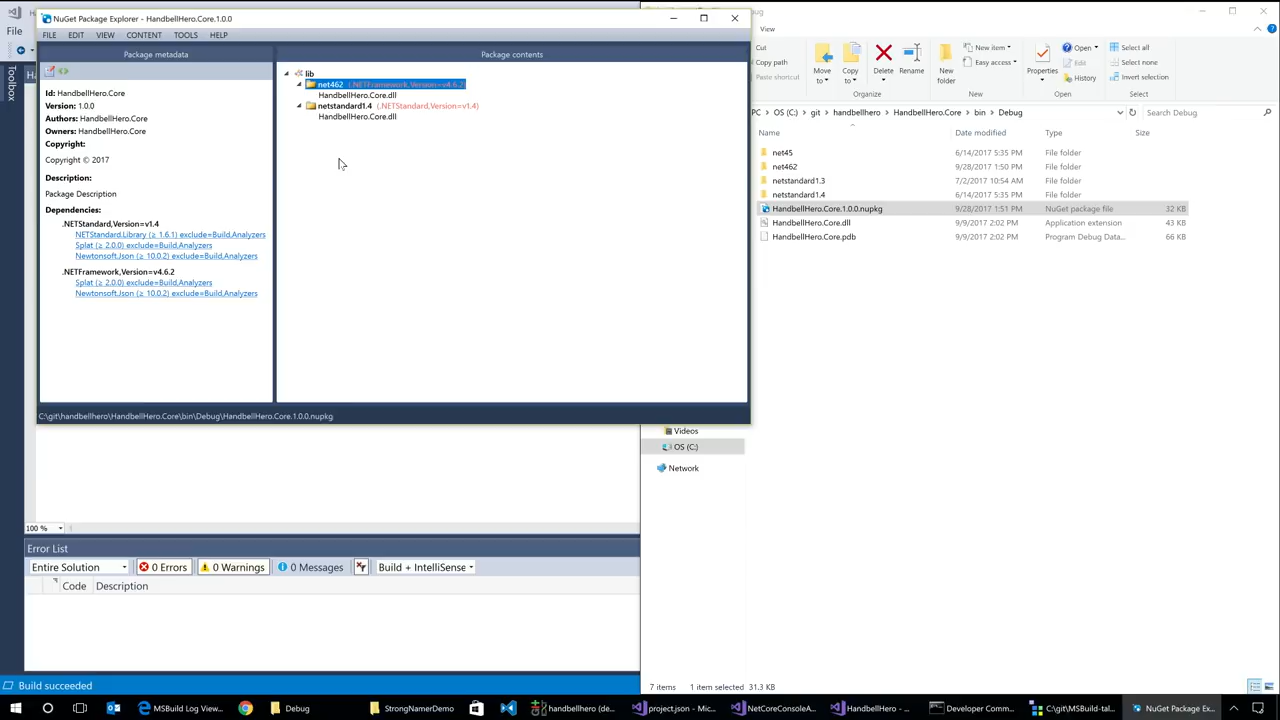 NuGet Package Explorer - HandbellHero.Core.1.0.0
FILE EDIT VIEW CONTENT TOOLS HELP
File
Toolbox
Package metadata
Id: HandbellHero.Core
Version: 1.0.0
Authors: HandbellHero.Core
Owners: HandbellHero.Core
Copyright:
Copyright © 2017
Description:
Package Description
Dependencies:
.NETStandard,Version=v1.4
NETStandard.Library (≥ 1.6.1) exclude=Build,Analyzers
Splat (≥ 2.0.0) exclude=Build,Analyzers
Newtonsoft.Json (≥ 10.0.2) exclude=Build,Analyzers
.NETFramework,Version=v4.6.2
Splat (≥ 2.0.0) exclude=Build,Analyzers
Newtonsoft.Json (≥ 10.0.2) exclude=Build,Analyzers
Package contents
lib
net462 (.NETFramework,Version=v4.6.2)
HandbellHero.Core.dll
netstandard1.4 (.NETStandard,Version=v1.4)
HandbellHero.Core.dll
C:\git\handbellhero\HandbellHero.Core\bin\Debug\HandbellHero.Core.1.0.0.nupkg
View
Cut
Copy path
Paste shortcut
Move to
Copy to
Delete
Rename
Organize
New folder
New item
Easy access
New
Properties
Open
Edit
History
Open
Select all
Select none
Invert selection
Select
PC > OS (C:) > git > handbellhero > HandbellHero.Core > bin > Debug
Search Debug
Name Date modified Type Size
net45 6/14/2017 5:35 PM File folder
net462 9/28/2017 1:50 PM File folder
netstandard1.3 7/2/2017 10:54 AM File folder
netstandard1.4 6/14/2017 5:35 PM File folder
HandbellHero.Core.1.0.0.nupkg 9/28/2017 1:51 PM NuGet package file 32 KB
HandbellHero.Core.dll 9/9/2017 2:02 PM Application extension 43 KB
HandbellHero.Core.pdb 9/9/2017 2:02 PM Program Debug Data... 66 KB
Videos
OS (C:)
Network
7 items 1 item selected 31.3 KB
100 %
Error List
Entire Solution 0 Errors 0 Warnings 0 Messages Build + IntelliSense
Code Description
Build succeeded
MSBuild Log View... Debug StrongNamerDemo handbellhero (de... project.json - Mic... NetCoreConsoleA... HandbellHero - ... Developer Comm... C:\git\MSBuild-tal... NuGet Package Ex...